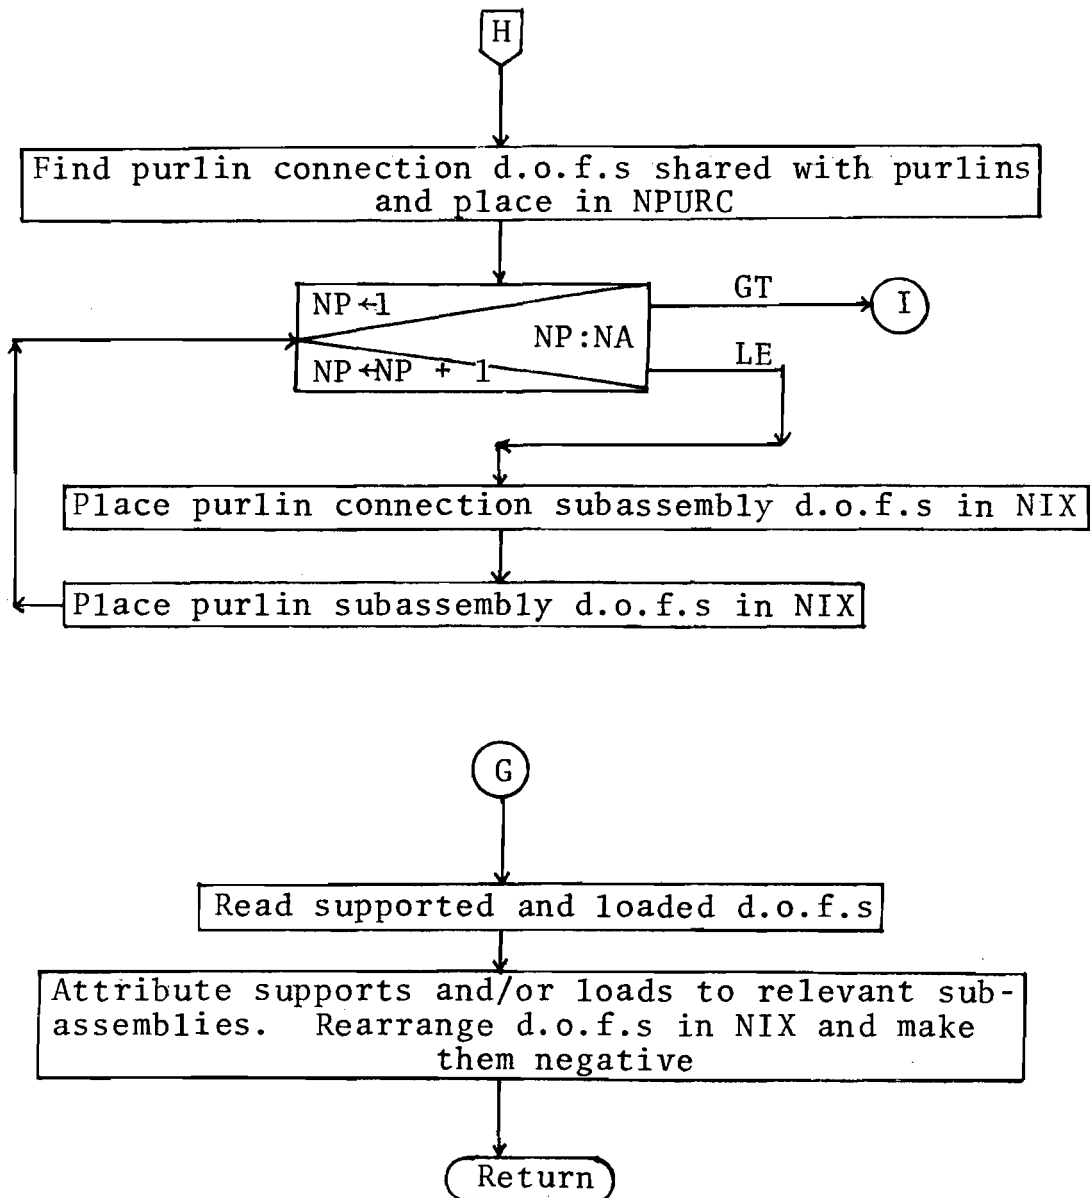 H
Find purlin connection d.o.f.s shared with purlins
and place in NPURC
NP←1
GT
I
NP:NA
LE
NP←NP + 1
Place purlin connection subassembly d.o.f.s in NIX
Place purlin subassembly d.o.f.s in NIX
G
Read supported and loaded d.o.f.s
Attribute supports and/or loads to relevant sub-
assemblies. Rearrange d.o.f.s in NIX and make
them negative
Return